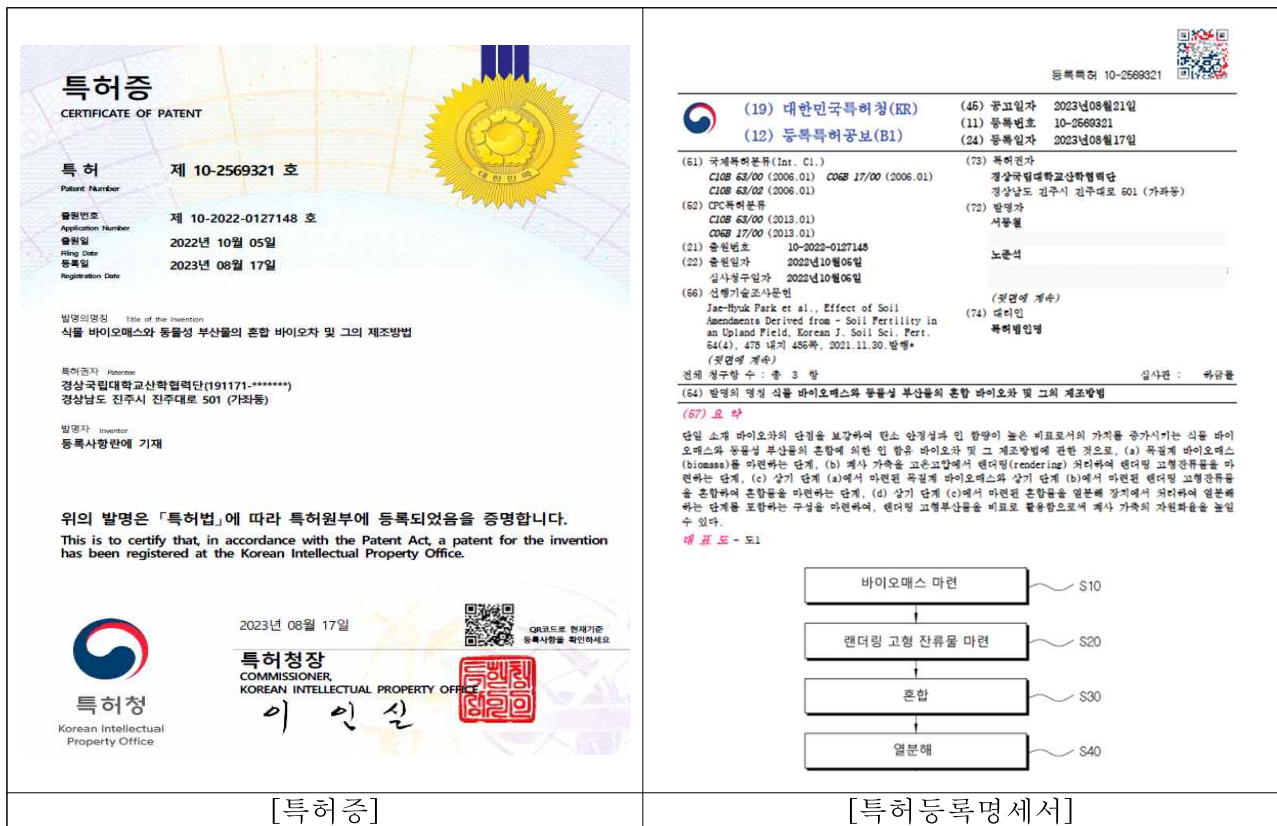 특허증
CERTIFICATE OF PATENT
특 허
Patent Number
제 10-2569321 호
출원번호
Application Number
제 10-2022-0127148 호
출원일
Filing Date
2022년 10월 05일
등록일
Registration Date
2023년 08월 17일
발명의명칭 Title of the Invention
식물 바이오매스와 동물성 부산물의 혼합 바이오차 및 그의 제조방법
특허권자 Patentee
경상국립대학교산학협력단(191171-*******)
경상남도 진주시 진주대로 501 (가좌동)
발명자 Inventor
등록사항란에 기재
위의 발명은 「특허법」에 따라 특허원부에 등록되었음을 증명합니다.
This is to certify that, in accordance with the Patent Act, a patent for the invention
has been registered at the Korean Intellectual Property Office.
2023년 08월 17일
QR코드로 현재기준
등록사항을 확인하세요
특허청장
COMMISSIONER,
KOREAN INTELLECTUAL PROPERTY OFFICE
이 인 실
특허청
Korean Intellectual
Property Office
대한민국
[특허증]
등록특허 10-2569321
(19) 대한민국특허청(KR)
(12) 등록특허공보(B1)
(45) 공고일자 2023년08월21일
(11) 등록번호 10-2569321
(24) 등록일자 2023년08월17일
(51) 국제특허분류(Int. Cl.)
C10B 53/00 (2006.01) C05B 17/00 (2006.01)
C10B 53/02 (2006.01)
(52) CPC특허분류
C10B 53/00 (2013.01)
C05B 17/00 (2013.01)
(21) 출원번호 10-2022-0127148
(22) 출원일자 2022년10월05일
심사청구일자 2022년10월05일
(56) 선행기술조사문헌
Jae-Hyuk Park et al., Effect of Soil
Amendments Derived from - Soil Fertility in
an Upland Field, Korean J. Soil Sci. Fert.
54(4), 478 내지 486쪽, 2021.11.30.발행*
(뒷면에 계속)
(73) 특허권자
경상국립대학교산학협력단
경상남도 진주시 진주대로 501 (가좌동)
(72) 발명자
서동철
노준석
(뒷면에 계속)
(74) 대리인
특허법인명
전체 청구항 수 : 총 3 항
심사관 : 하금률
(54) 발명의 명칭 식물 바이오매스와 동물성 부산물의 혼합 바이오차 및 그의 제조방법
(57) 요 약
단일 소재 바이오차의 단점을 보강하여 탄소 안정성과 인 함량이 높은 비료로서의 가치를 증가시키는 식물 바이
오매스와 동물성 부산물의 혼합에 의한 인 함유 바이오차 및 그 제조방법에 관한 것으로, (a) 목질계 바이오매스
(biomass)를 마련하는 단계, (b) 폐사 가축을 고온고압에서 랜더링(rendering) 처리하여 랜더링 고형잔류물을 마
련하는 단계, (c) 상기 단계 (a)에서 마련된 목질계 바이오매스와 상기 단계 (b)에서 마련된 랜더링 고형잔류물
을 혼합하여 혼합물을 마련하는 단계, (d) 상기 단계 (c)에서 마련된 혼합물을 열분해 장치에서 처리하여 열분해
하는 단계를 포함하는 구성을 마련하여, 랜더링 고형부산물을 비료로 활용함으로써 폐사 가축의 자원화율을 높일
수 있다.
대 표 도 - 도1
바이오매스 마련 S10
랜더링 고형 잔류물 마련 S20
혼합 S30
열분해 S40
[특허등록명세서]